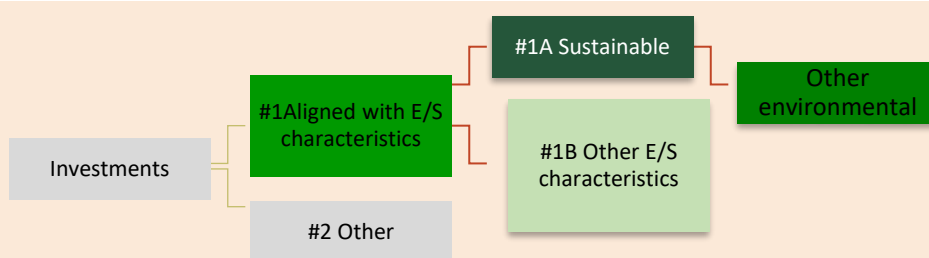 Investments
#1Aligned with E/S
characteristics
#2 Other
#1A Sustainable
#1B Other E/S
characteristics
Other
environmental